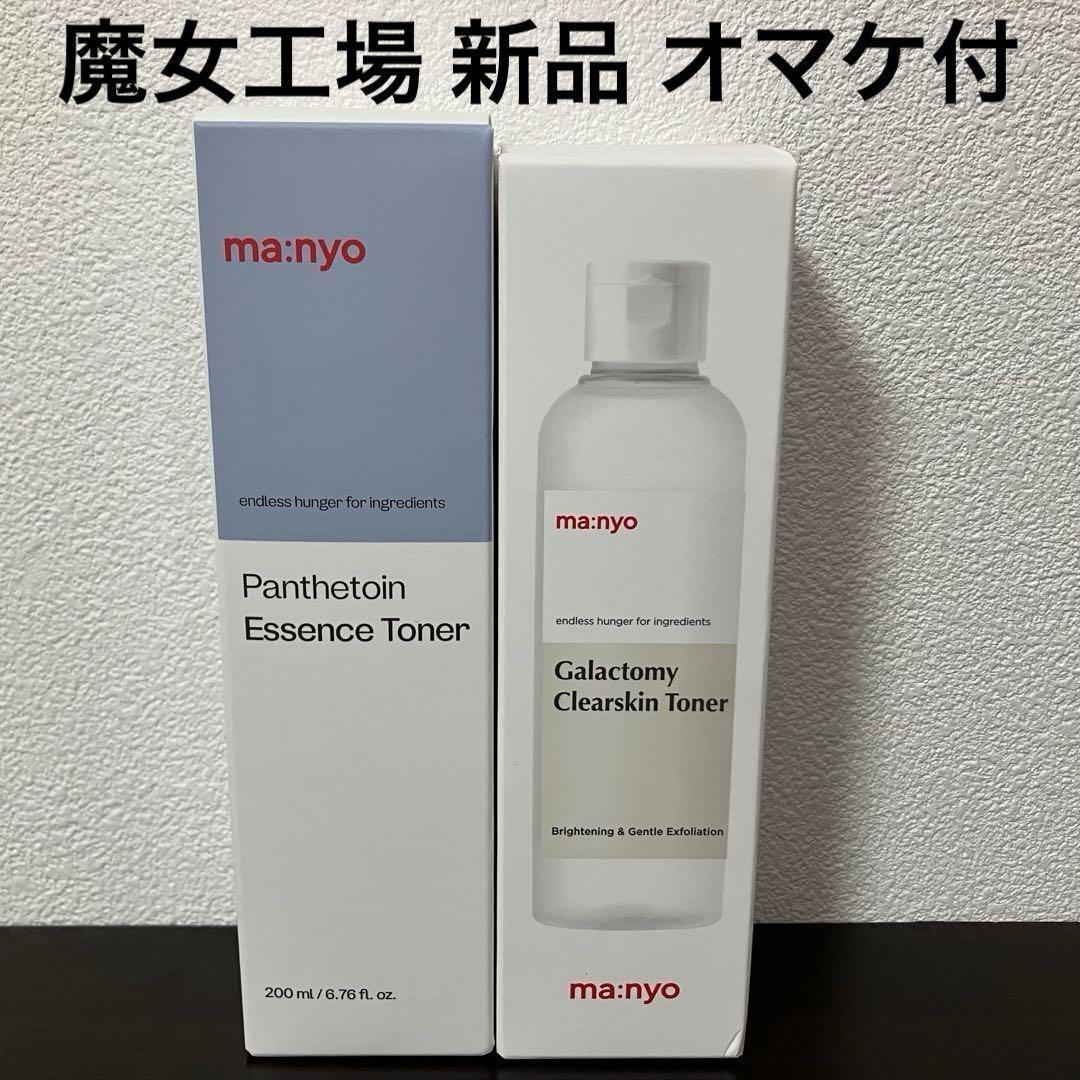 魔女工場 新品 オマケ付
ma:nyo
endless hunger for ingredients
Panthetoin
Essence Toner
200 ml / 6.76 fl. oz.
ma:nyo
endless hunger for ingredients
Galactomy
Clearskin Toner
Brightening & Gentle Exfoliation
ma:nyo